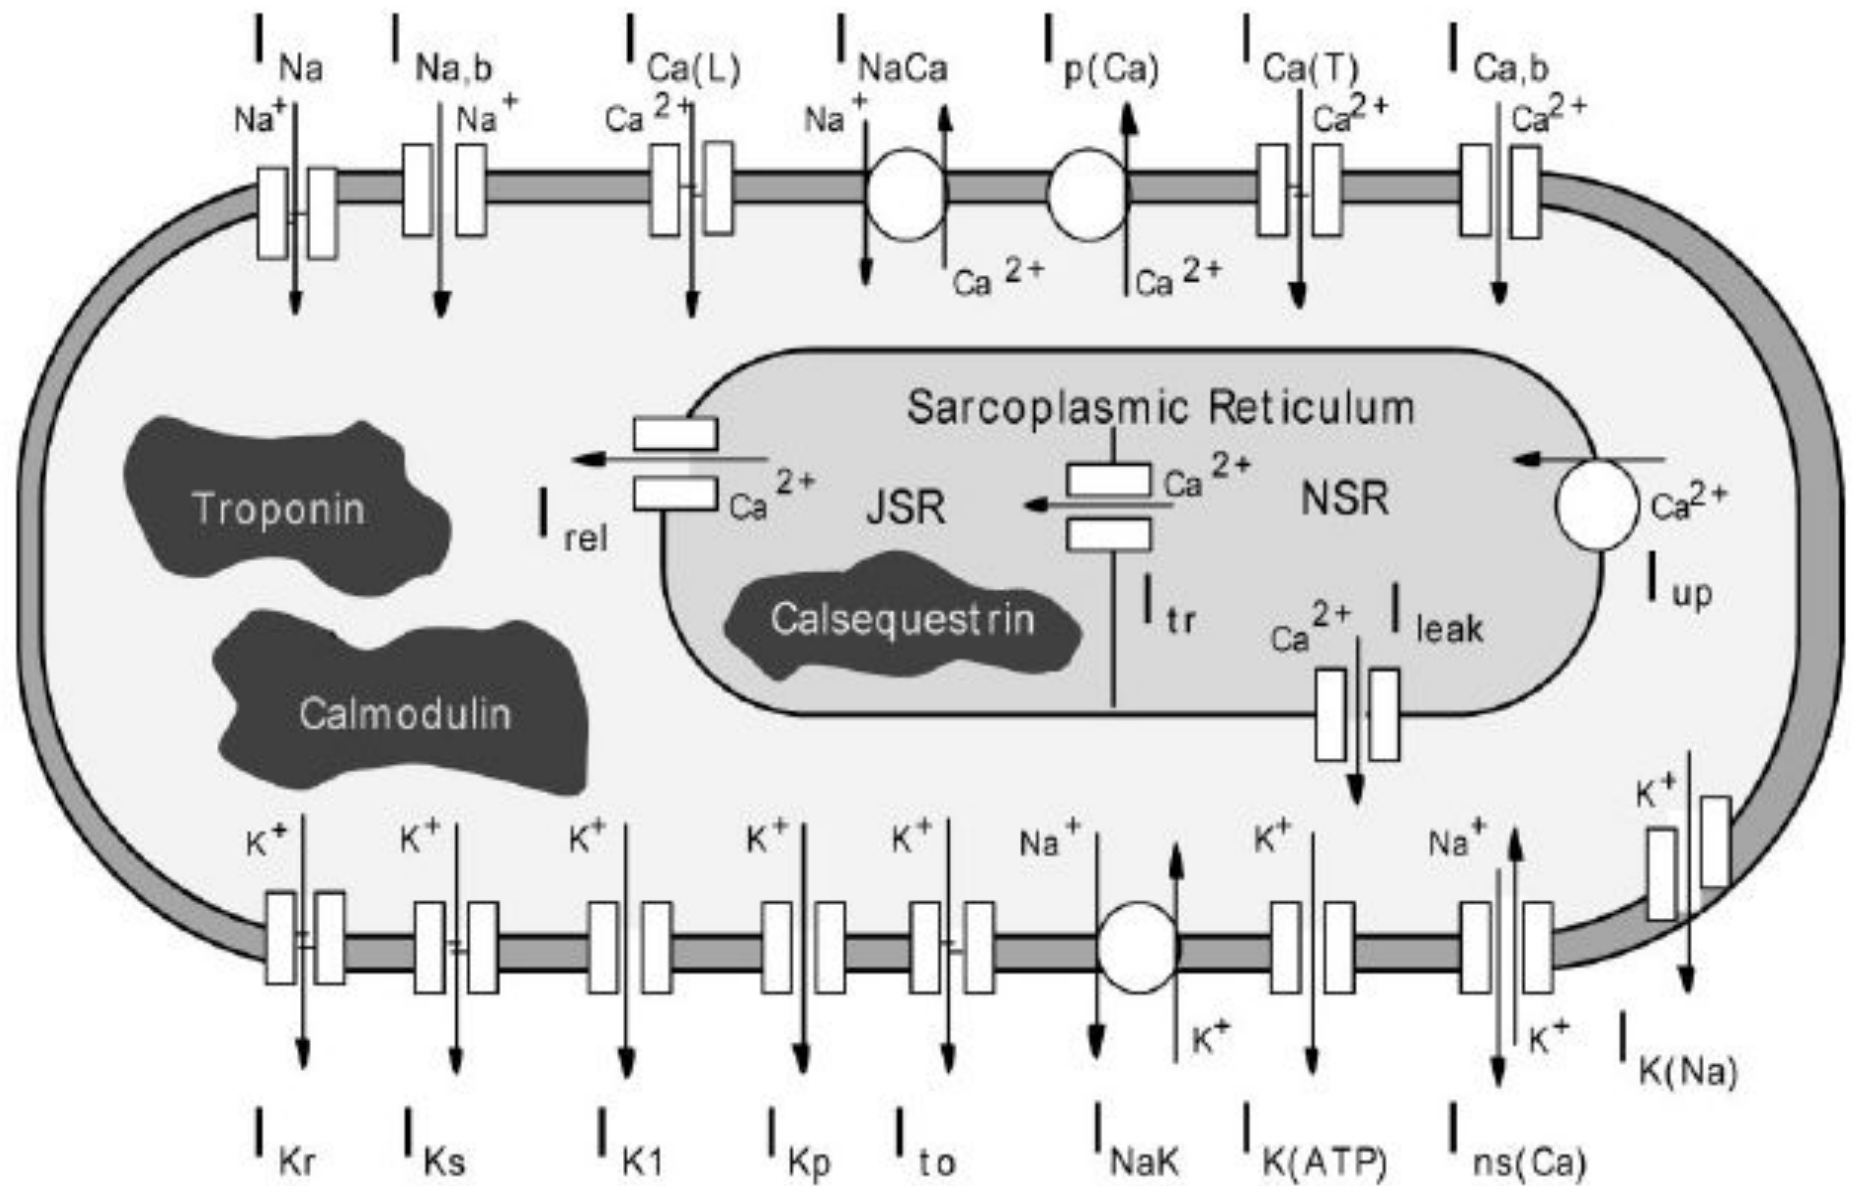 I Na I Na,b I Ca(L) I NaCa I p(Ca) I Ca(T) I Ca,b
Na+ Na+ Ca 2+ Na+ Ca2+ Ca2+
Ca 2+ Ca 2+
Sarcoplasmic Reticulum
Ca 2+ Ca 2+ Ca2+
JSR NSR
Troponin
I rel
I tr
I up
Calsequestrin
Ca 2+ I leak
Calmodulin
K+ K+ K+ K+ K+ Na+ K+ Na+ K+
K+ K+
I Kr I Ks I K1 I Kp I to I NaK I K(ATP) I ns(Ca) I K(Na)